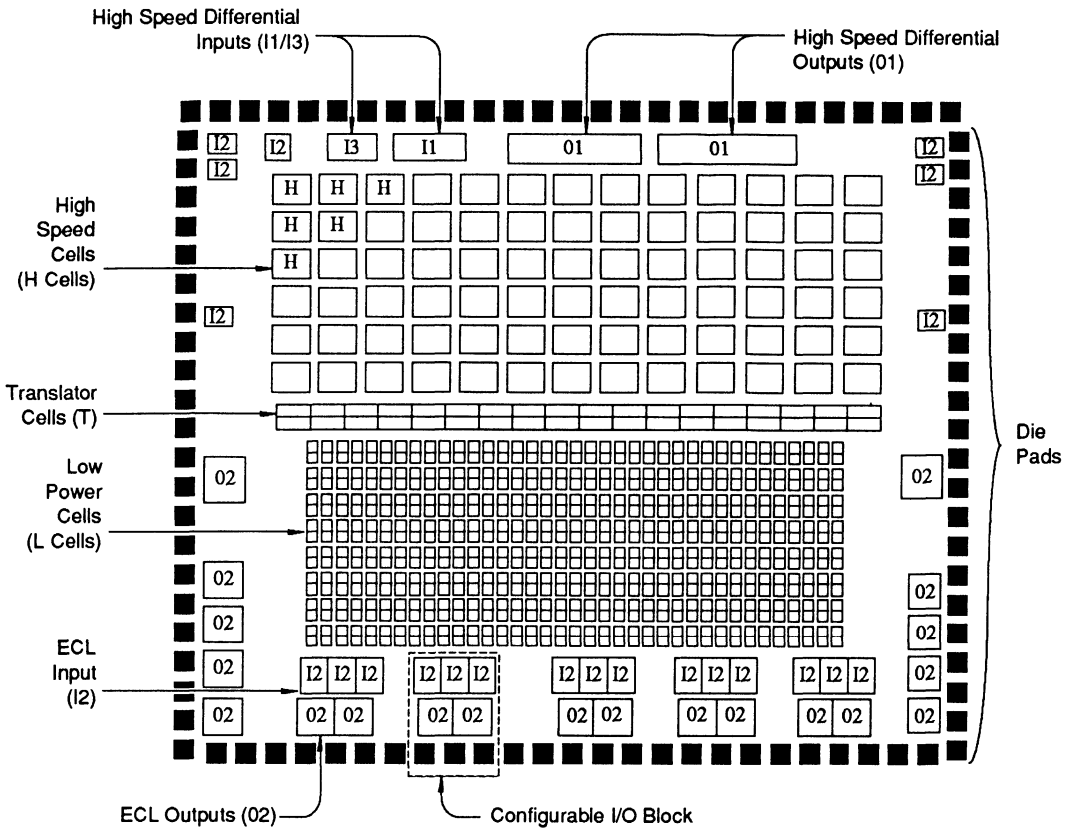 High Speed Differential
Inputs (I1/I3)
High Speed Differential
Outputs (01)
I2 I2 I3 I1 01 01 I2
I2 I2
H H H
H H
H
High
Speed
Cells
(H Cells)
I2 I2
Translator
Cells (T)
Die
Pads
Low
Power
Cells
(L Cells)
02 02
02 02
02 02
ECL
Input
(I2)
02 I2 I2 I2 I2 I2 I2 I2 I2 I2 I2 I2 I2 I2 I2 I2 02
02 02 02 02 02 02 02 02 02 02 02 02
ECL Outputs (02)
Configurable I/O Block